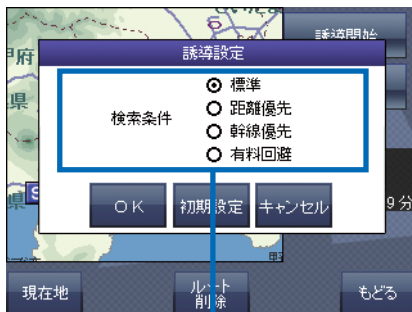 誘導開始
府
誘導設定
県
検索条件
標準
距離優先
幹線優先
有料回避
県
S
OK
初期設定
キャンセル
9分
野
現在地
ルート
削除
もどる